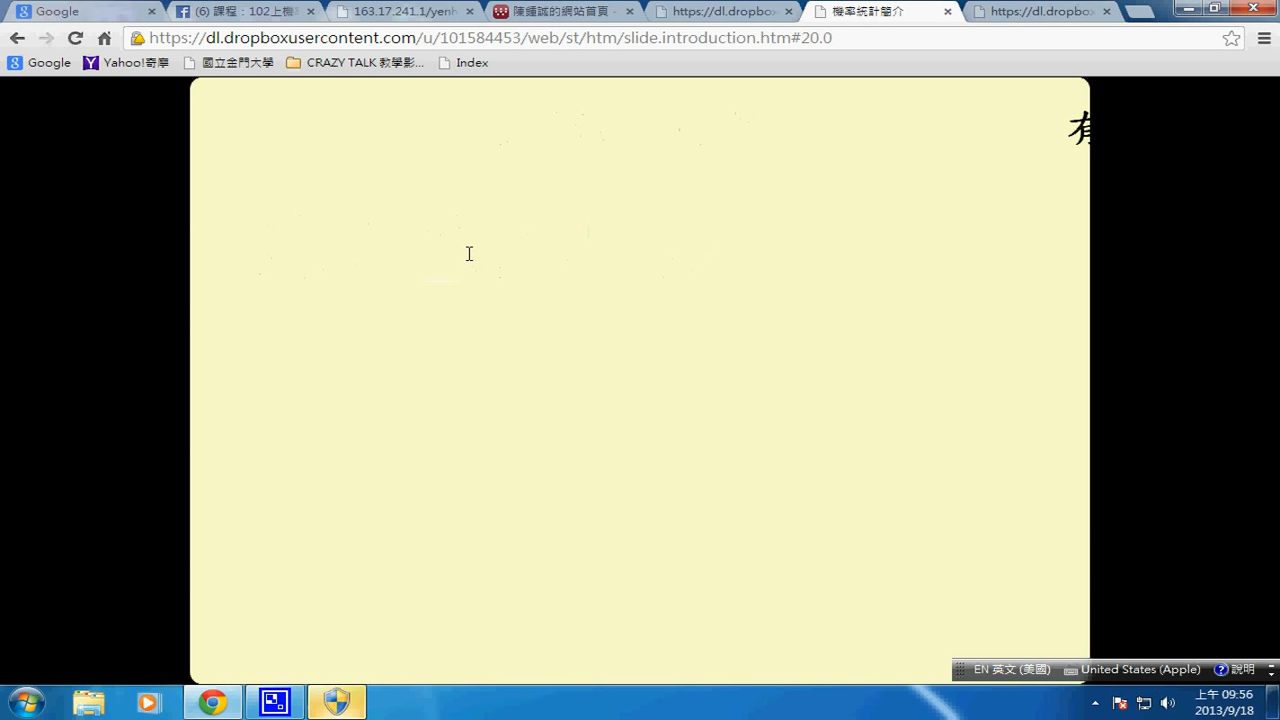 Google
(6) 課程：102上機
163.17.241.1/yenh
陳鍾誠的網站首頁 -
https://dl.dropbox
機率統計簡介
https://dl.dropbox
https://dl.dropboxusercontent.com/u/101584453/web/st/htm/slide.introduction.htm#20.0
Google
Yahoo!奇摩
國立金門大學
CRAZY TALK 教學影...
Index
有
EN 英文 (美國)
United States (Apple)
說明
上午 09:56
2013/9/18